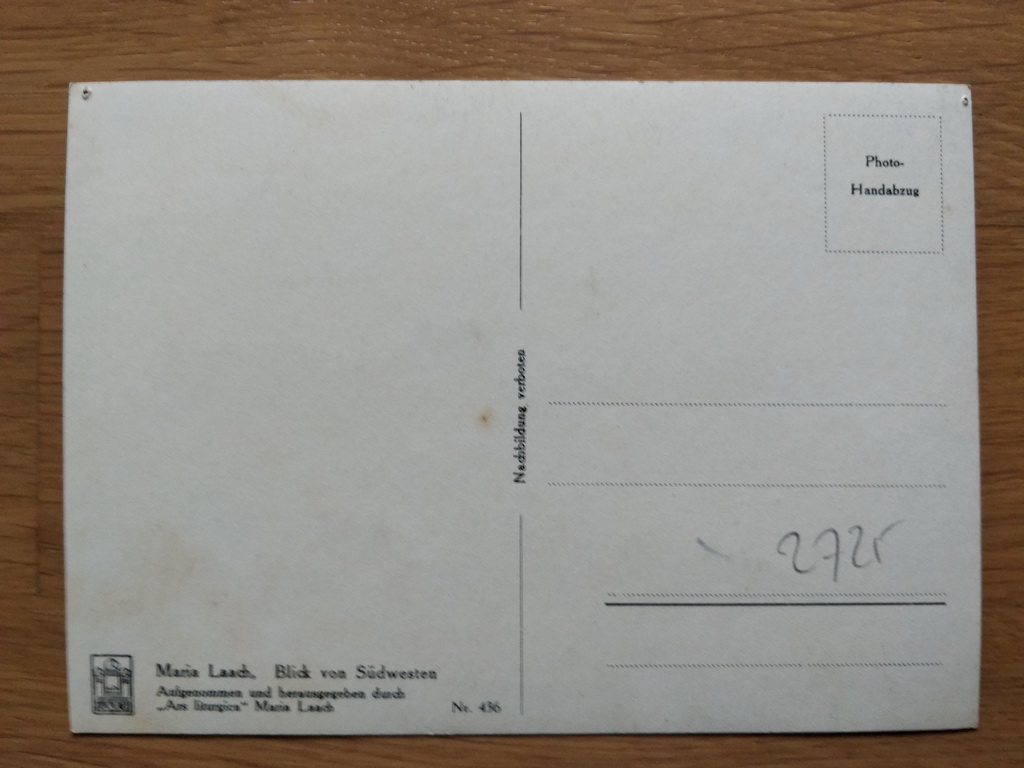 Photo-
Handabzug
Nachbildung verboten
272r
Maria Laach, Blick von Südwesten
Aufgenommen und herausgegeben durch
„Ars liturgica“ Maria Laach
Nr. 436